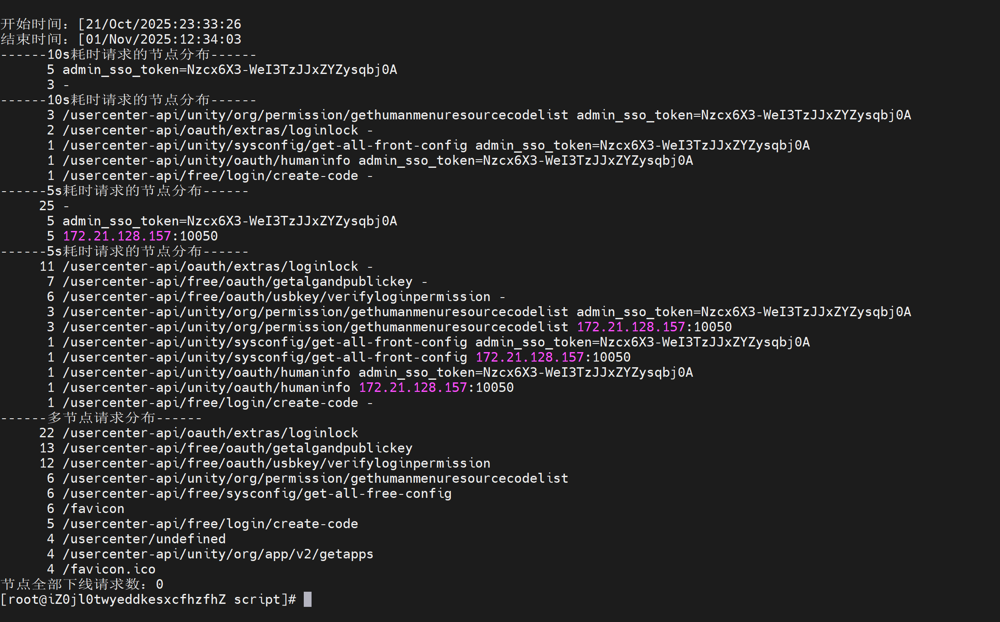 开始时间：[21/Oct/2025:23:33:26
结束时间：[01/Nov/2025:12:34:03
------10s耗时请求的节点分布------
5 admin_sso_token=Nzcx6X3-WeI3TzJJxZYZysqbj0A
3 -
------10s耗时请求的节点分布------
3 /usercenter-api/unity/org/permission/gethumanmenuresourcecodelist admin_sso_token=Nzcx6X3-WeI3TzJJxZYZysqbj0A
2 /usercenter-api/oauth/extras/loginlock -
1 /usercenter-api/unity/sysconfig/get-all-front-config admin_sso_token=Nzcx6X3-WeI3TzJJxZYZysqbj0A
1 /usercenter-api/unity/oauth/humaninfo admin_sso_token=Nzcx6X3-WeI3TzJJxZYZysqbj0A
1 /usercenter-api/free/login/create-code -
------5s耗时请求的节点分布------
25 -
5 admin_sso_token=Nzcx6X3-WeI3TzJJxZYZysqbj0A
5 172.21.128.157:10050
------5s耗时请求的节点分布------
11 /usercenter-api/oauth/extras/loginlock -
7 /usercenter-api/free/oauth/getalgandpublickey -
6 /usercenter-api/free/oauth/usbkey/verifyloginpermission -
3 /usercenter-api/unity/org/permission/gethumanmenuresourcecodelist admin_sso_token=Nzcx6X3-WeI3TzJJxZYZysqbj0A
3 /usercenter-api/unity/org/permission/gethumanmenuresourcecodelist 172.21.128.157:10050
1 /usercenter-api/unity/sysconfig/get-all-front-config admin_sso_token=Nzcx6X3-WeI3TzJJxZYZysqbj0A
1 /usercenter-api/unity/sysconfig/get-all-front-config 172.21.128.157:10050
1 /usercenter-api/unity/oauth/humaninfo admin_sso_token=Nzcx6X3-WeI3TzJJxZYZysqbj0A
1 /usercenter-api/unity/oauth/humaninfo 172.21.128.157:10050
1 /usercenter-api/free/login/create-code -
------多节点请求分布------
22 /usercenter-api/oauth/extras/loginlock
13 /usercenter-api/free/oauth/getalgandpublickey
12 /usercenter-api/free/oauth/usbkey/verifyloginpermission
6 /usercenter-api/unity/org/permission/gethumanmenuresourcecodelist
6 /usercenter-api/free/sysconfig/get-all-free-config
6 /favicon
5 /usercenter-api/free/login/create-code
4 /usercenter/undefined
4 /usercenter-api/unity/org/app/v2/getapps
4 /favicon.ico
节点全部下线请求数：0
[root@iZ0jl0twyeddkesxcfhzfhZ script]#